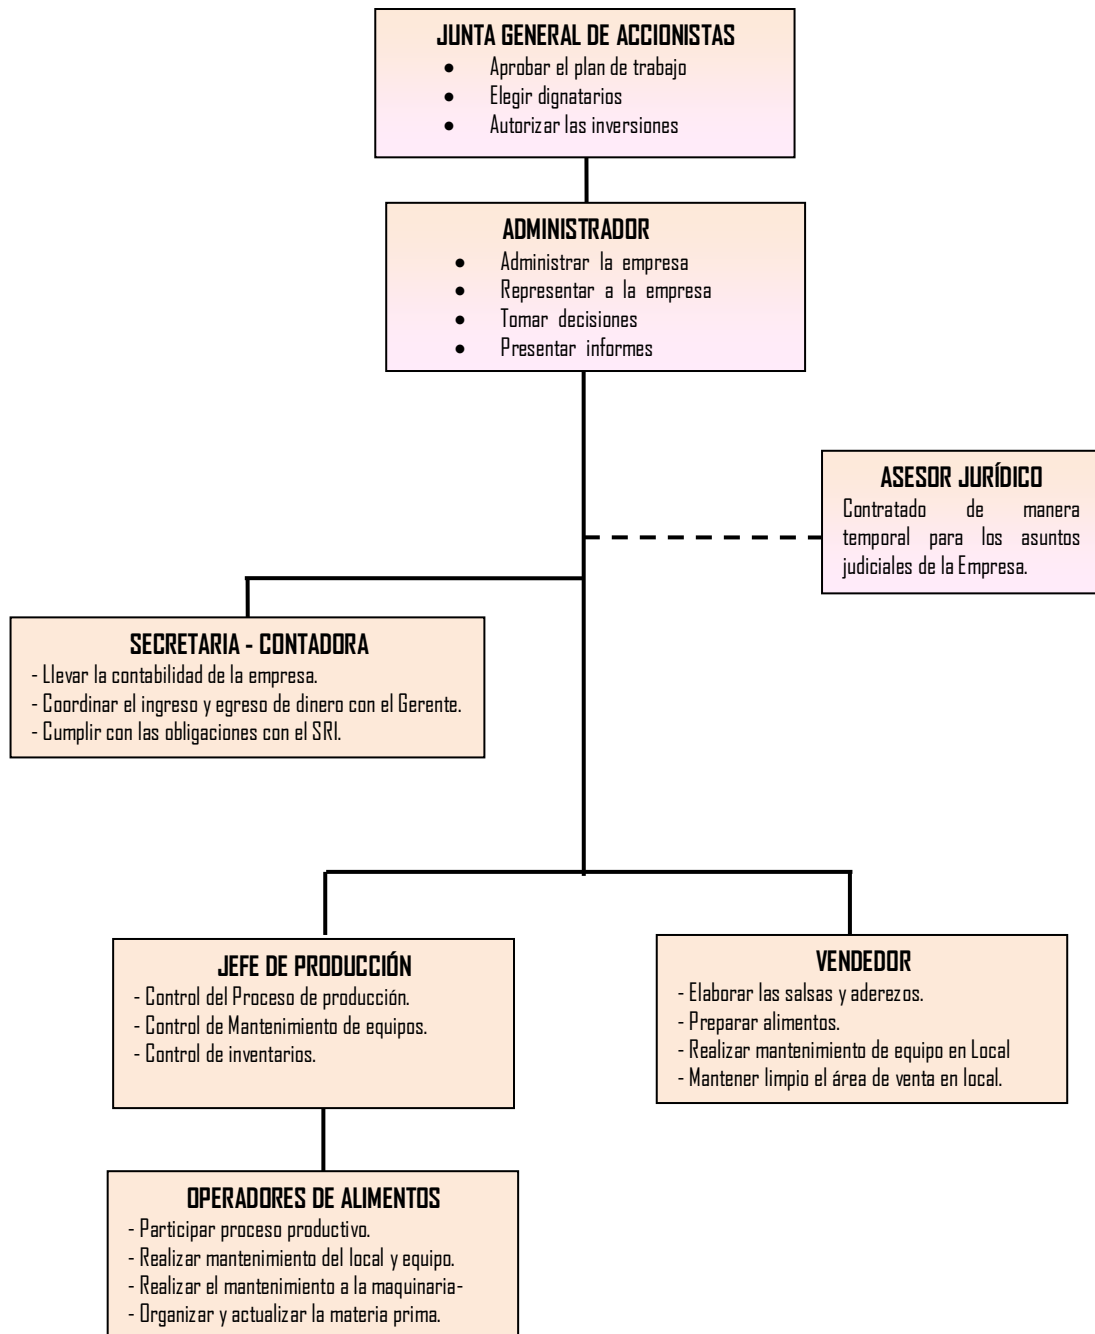 JUNTA GENERAL DE ACCIONISTAS
• Aprobar el plan de trabajo
• Elegir dignatarios
• Autorizar las inversiones
ADMINISTRADOR
• Administrar la empresa
• Representar a la empresa
• Tomar decisiones
• Presentar informes
ASESOR JURÍDICO
Contratado de manera
temporal para los asuntos
judiciales de la Empresa.
SECRETARIA - CONTADORA
- Llevar la contabilidad de la empresa.
- Coordinar el ingreso y egreso de dinero con el Gerente.
- Cumplir con las obligaciones con el SRI.
JEFE DE PRODUCCIÓN
- Control del Proceso de producción.
- Control de Mantenimiento de equipos.
- Control de inventarios.
VENDEDOR
- Elaborar las salsas y aderezos.
- Preparar alimentos.
- Realizar mantenimiento de equipo en Local
- Mantener limpio el área de venta en local.
OPERADORES DE ALIMENTOS
- Participar proceso productivo.
- Realizar mantenimiento del local y equipo.
- Realizar el mantenimiento a la maquinaria-
- Organizar y actualizar la materia prima.